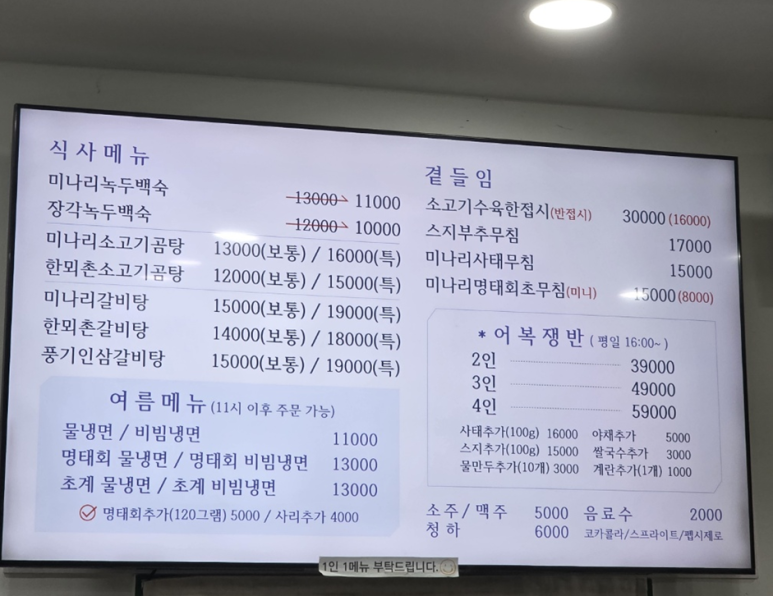 식사메뉴
미나리녹두백숙 13000→ 11000
장각녹두백숙 12000→ 10000
미나리소고기곰탕 13000(보통) / 16000(특)
한뫼촌소고기곰탕 12000(보통) / 15000(특)
미나리갈비탕 15000(보통) / 19000(특)
한뫼촌갈비탕 14000(보통) / 18000(특)
풍기인삼갈비탕 15000(보통) / 19000(특)
여름메뉴 (11시 이후 주문 가능)
물냉면 / 비빔냉면 11000
명태회 물냉면 / 명태회 비빔냉면 13000
초계 물냉면 / 초계 비빔냉면 13000
명태회추가(120그램) 5000 / 사리추가 4000
곁들임
소고기수육한접시(반접시) 30000 (16000)
스지부추무침 17000
미나리사태무침 15000
미나리명태회초무침(미니) 15000 (8000)
* 어복쟁반 ( 평일 16:00~ )
2인 39000
3인 49000
4인 59000
사태추가(100g) 16000 야채추가 5000
스지추가(100g) 15000 쌀국수추가 3000
물만두추가(10개) 3000 계란추가(1개) 1000
소주/맥주 5000 음료수 2000
청하 6000 코카콜라/스프라이트/펩시제로
1인 1메뉴 부탁드립니다.